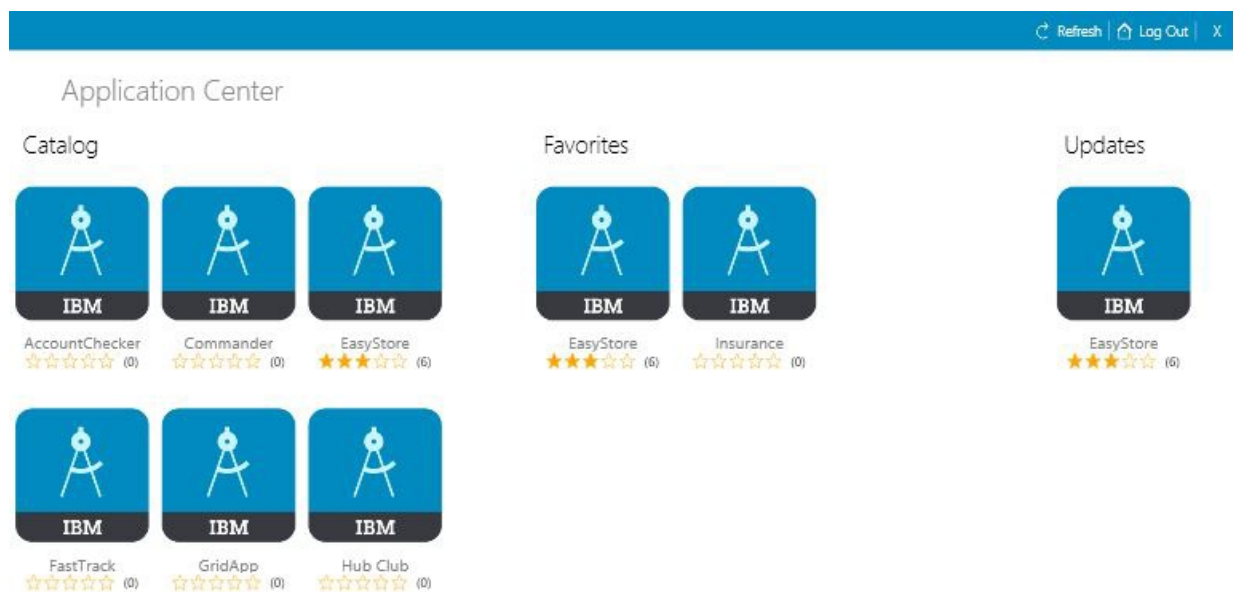 Refresh | Log Out | X
Application Center
Catalog
IBM IBM IBM
AccountChecker Commander EasyStore
(0) (0) (6)
IBM IBM IBM
FastTrack GridApp Hub Club
(0) (0) (0)
Favorites
IBM IBM
EasyStore Insurance
(6) (0)
Updates
IBM
EasyStore
(6)